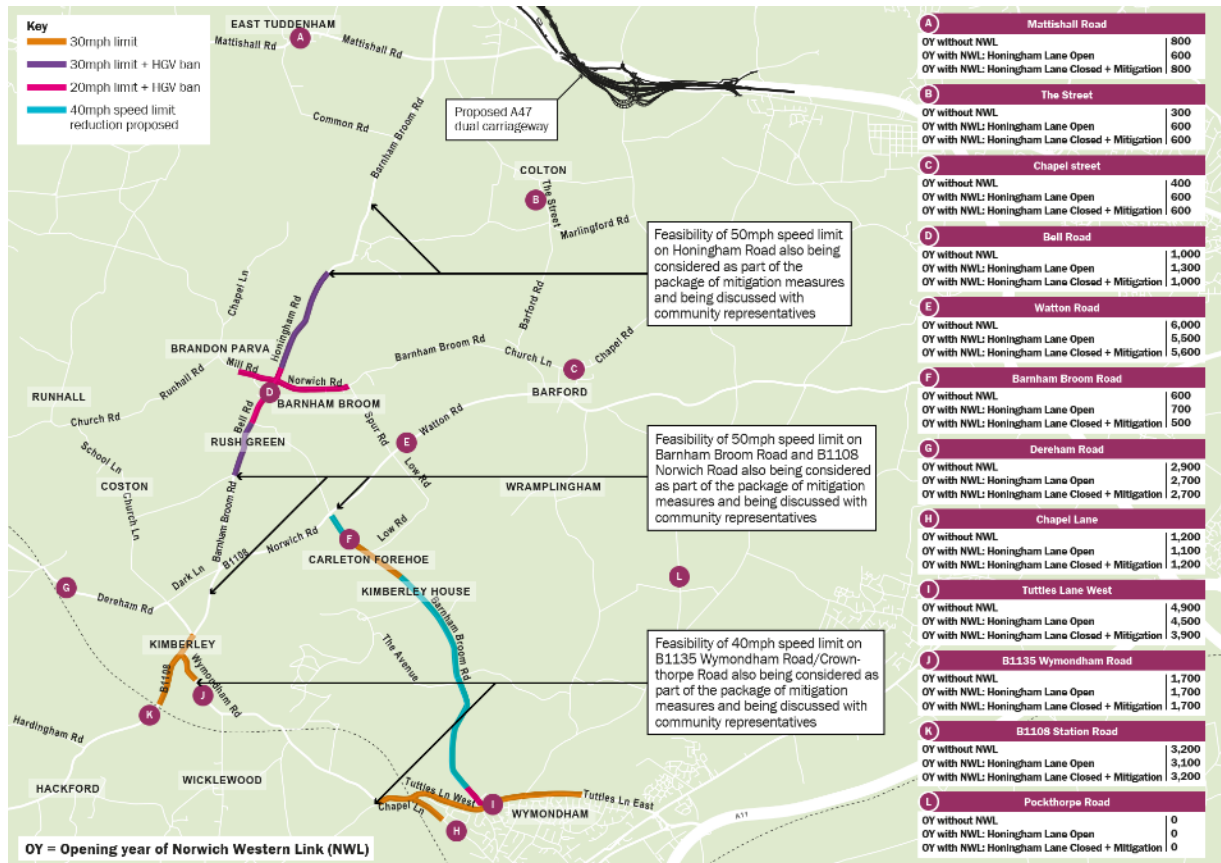 Key
30mph limit
30mph limit + HGV ban
20mph limit + HGV ban
40mph speed limit
reduction proposed
EAST TUDDENHAM
A
Mattishall Rd
Mattishall Rd
Proposed A47
dual carriageway
Common Rd
Barnham Broom Rd
COLTON
B
The Street
Marlingford Rd
Feasibility of 50mph speed limit
on Honingham Road also being
considered as part of the
package of mitigation
measures and being discussed with
community representatives
Chapel Ln
Honingham Rd
Barford Rd
BRANDON PARVA
Mill Rd
Norwich Rd
Barnham Broom Rd
Church Ln
Chapel Rd
C
Runhall Rd
RUNHALL
D
BARNHAM BROOM
BARFORD
Church Rd
Bell Rd
RUSH GREEN
Spur Rd
E
Watton Rd
Low Rd
School Ln
COSTON
Church Ln
WRAMPLINGHAM
Feasibility of 50mph speed limit on
Barnham Broom Road and B1108
Norwich Road also being considered
as part of the package of mitigation
measures and being discussed with
community representatives
Barnham Broom Rd
B1108
Norwich Rd
Low Rd
F
CARLETON FOREHOE
Dark Ln
KIMBERLEY HOUSE
L
G
Dereham Rd
Barnham Broom Rd
KIMBERLEY
The Avenue
Wymondham Rd
B1108
J
K
Feasibility of 40mph speed limit on
B1135 Wymondham Road/Crown-
thorpe Road also being considered as
part of the package of mitigation
measures and being discussed with
community representatives
Hardingham Rd
HACKFORD
WICKLEWOOD
Tuttles Ln West
Chapel Ln
Tuttles Ln East
I
WYMONDHAM
H
A11
OY = Opening year of Norwich Western Link (NWL)
A Mattishall Road
OY without NWL 800
OY with NWL: Honingham Lane Open 600
OY with NWL: Honingham Lane Closed + Mitigation 800
B The Street
OY without NWL 300
OY with NWL: Honingham Lane Open 600
OY with NWL: Honingham Lane Closed + Mitigation 600
C Chapel street
OY without NWL 400
OY with NWL: Honingham Lane Open 600
OY with NWL: Honingham Lane Closed + Mitigation 600
D Bell Road
OY without NWL 1,000
OY with NWL: Honingham Lane Open 1,300
OY with NWL: Honingham Lane Closed + Mitigation 1,000
E Watton Road
OY without NWL 6,000
OY with NWL: Honingham Lane Open 5,500
OY with NWL: Honingham Lane Closed + Mitigation 5,600
F Barnham Broom Road
OY without NWL 600
OY with NWL: Honingham Lane Open 700
OY with NWL: Honingham Lane Closed + Mitigation 500
G Dereham Road
OY without NWL 2,900
OY with NWL: Honingham Lane Open 2,700
OY with NWL: Honingham Lane Closed + Mitigation 2,700
H Chapel Lane
OY without NWL 1,200
OY with NWL: Honingham Lane Open 1,100
OY with NWL: Honingham Lane Closed + Mitigation 1,200
I Tuttles Lane West
OY without NWL 4,900
OY with NWL: Honingham Lane Open 4,500
OY with NWL: Honingham Lane Closed + Mitigation 3,900
J B1135 Wymondham Road
OY without NWL 1,700
OY with NWL: Honingham Lane Open 1,700
OY with NWL: Honingham Lane Closed + Mitigation 1,700
K B1108 Station Road
OY without NWL 3,200
OY with NWL: Honingham Lane Open 3,100
OY with NWL: Honingham Lane Closed + Mitigation 3,200
L Pockthorpe Road
OY without NWL 0
OY with NWL: Honingham Lane Open 0
OY with NWL: Honingham Lane Closed + Mitigation 0